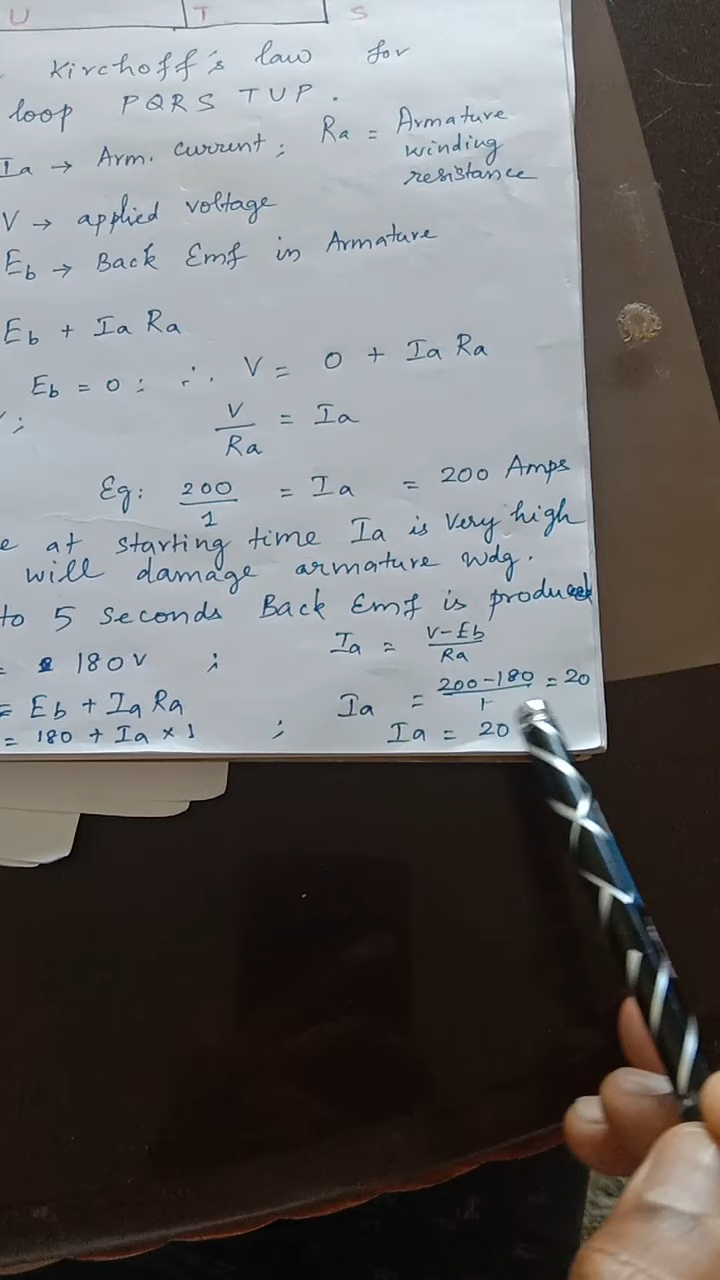 U T S
Kirchoff's law for
loop PQRS TUP.
Ia → Arm. current; Ra = Armature winding resistance
V → applied voltage
Eb → Back Emf in Armature
Eb + Ia Ra
Eb = 0 : ∴ V = 0 + Ia Ra
;
V/Ra = Ia
Eg: 200/1 = Ia = 200 Amps
e at starting time Ia is very high
will damage armature wdg.
to 5 seconds Back Emf is produced
= 180V ; Ia = V-Eb/Ra
= Eb + Ia Ra Ia = 200-180/1 = 20
= 180 + Ia × 1 ; Ia = 20